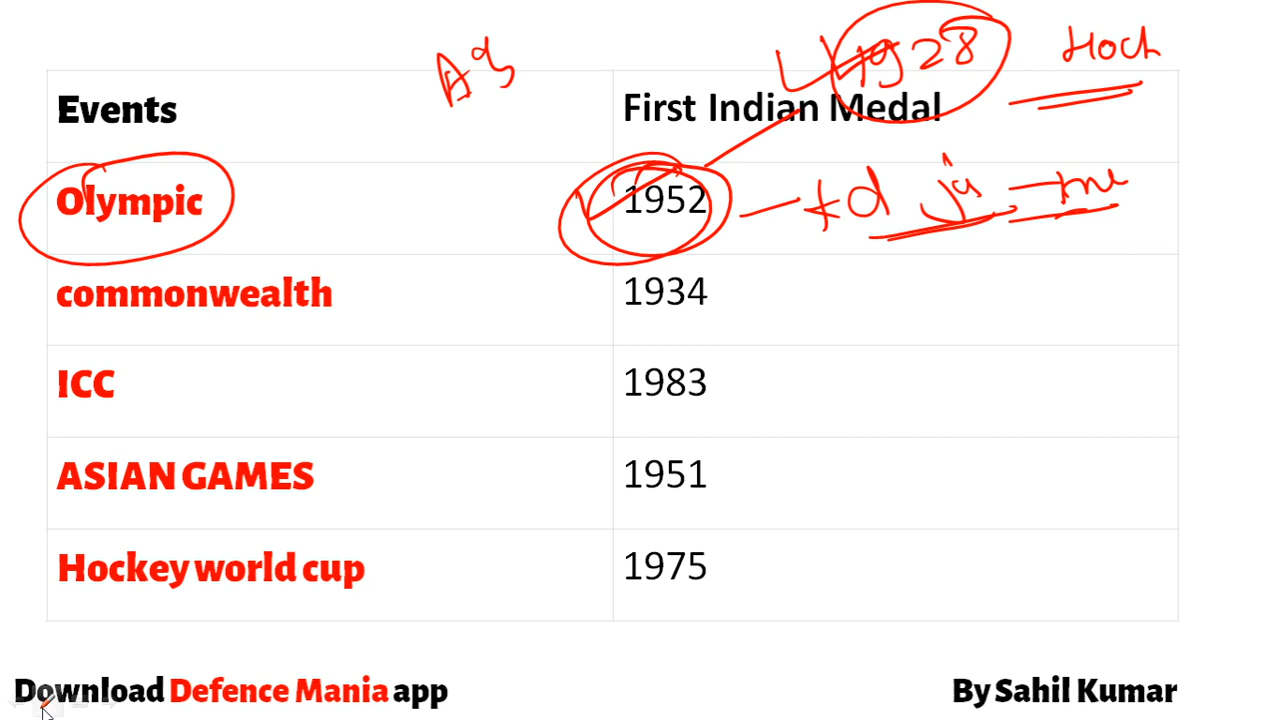 1928 Hoch
Events First Indian Medal
Olympic 1952
commonwealth 1934
ICC 1983
ASIAN GAMES 1951
Hockey world cup 1975
Download Defence Mania app By Sahil Kumar